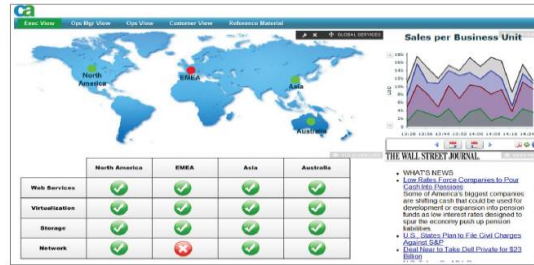 ca
Exec View Ops Mgr View Ops View Customer View Reference Material
GLOBAL SERVICES
North
America
EMEA
Asia
Australia
Sales per Business Unit
USD
THE WALL STREET JOURNAL.
WHAT'S NEWS
Low Rates Force Companies to Pour
Cash Into Pensions
Some of America's biggest companies
are shifting cash that could be used for
development or expansion into pension
funds as low interest rates designed to
spur the economy push up pension
liabilities
U.S., States Plan to File Civil Charges
Against S&P
Deal Near to Take Dell Private for $23
Billion
North America EMEA Asia Australia
Web Services
Virtualization
Storage
Network